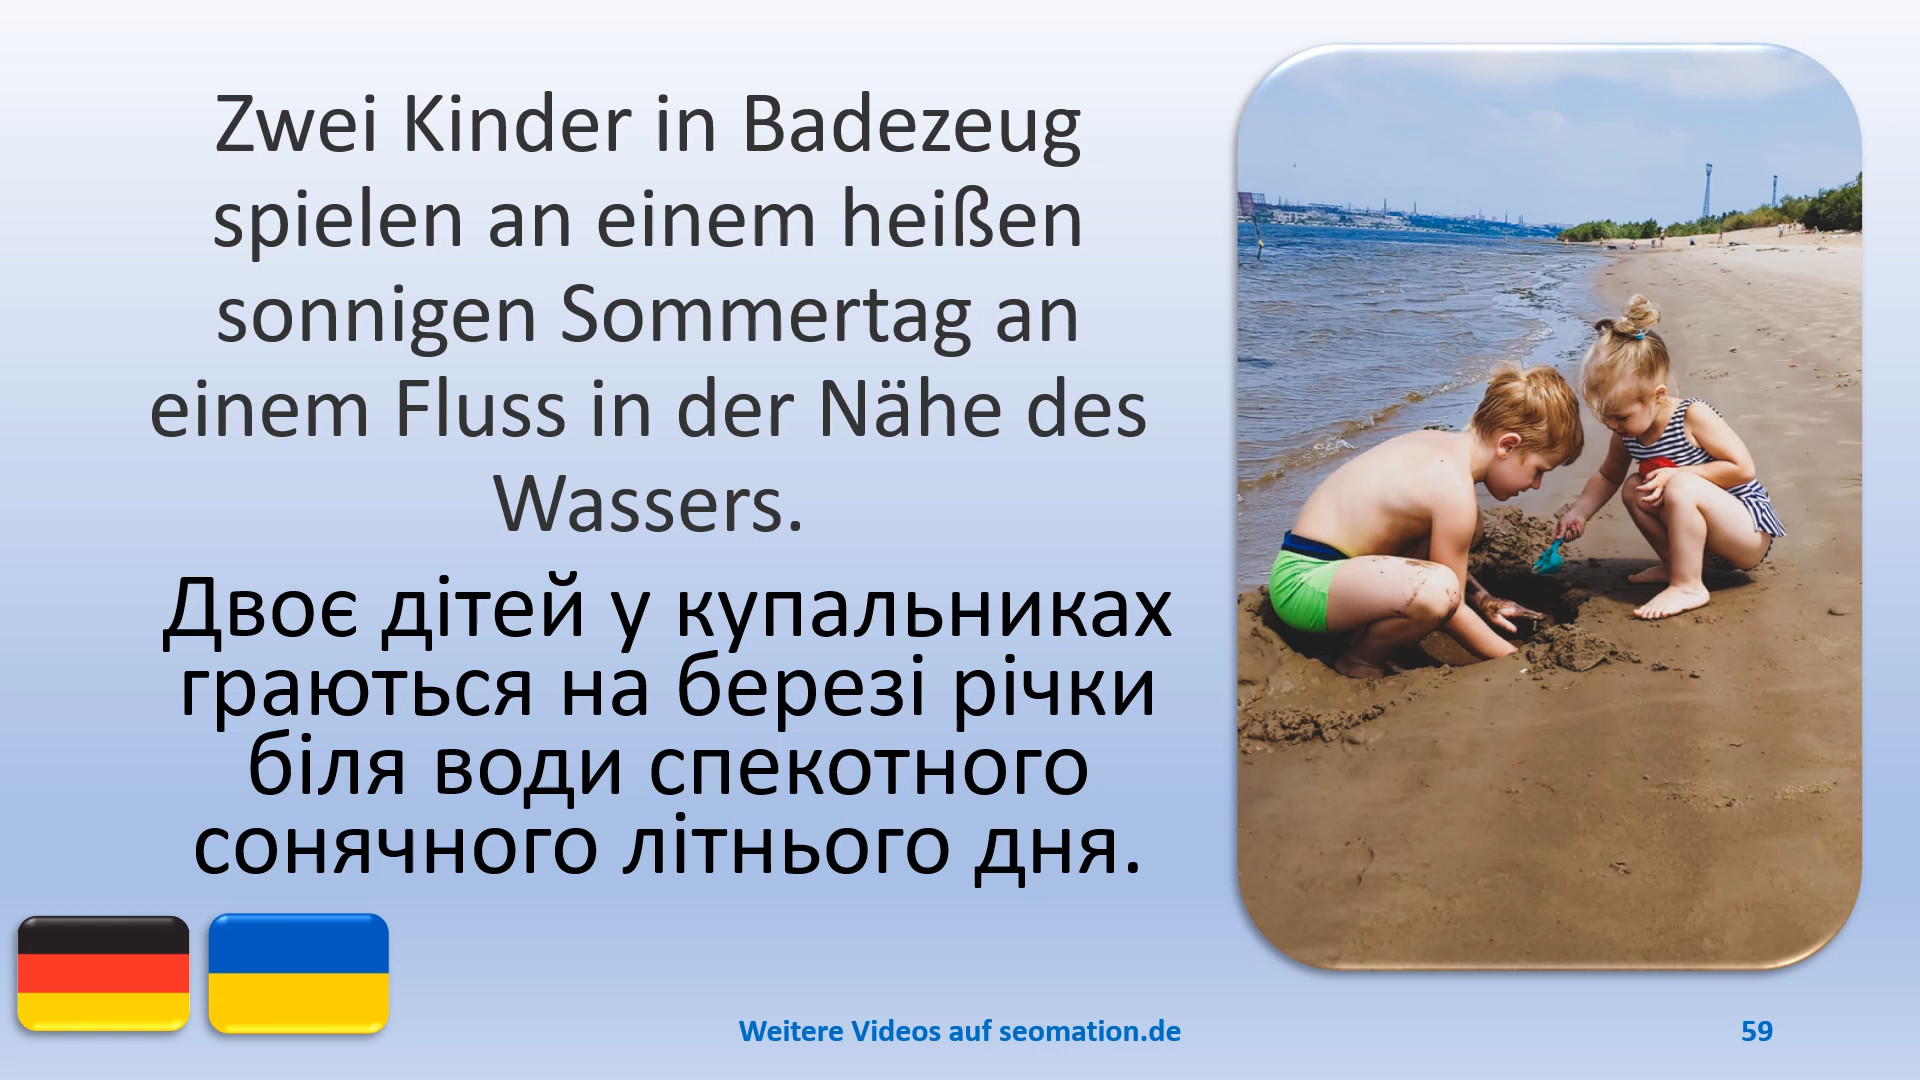 Zwei Kinder in Badezeug
spielen an einem heißen
sonnigen Sommertag an
einem Fluss in der Nähe des
Wassers.
Двоє дітей у купальниках
граються на березі річки
біля води спекотного
сонячного літнього дня.
Weitere Videos auf seomation.de
59